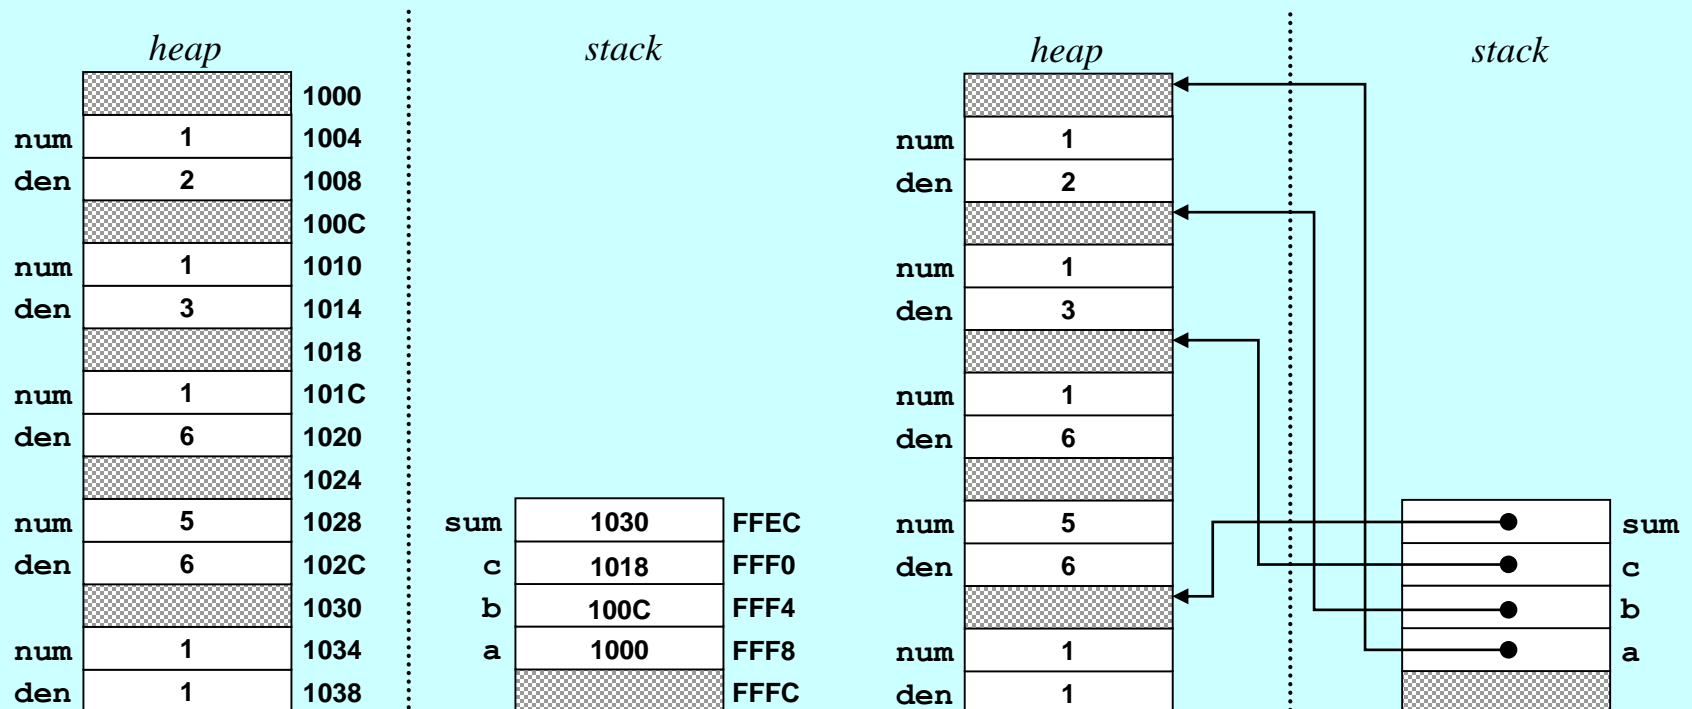 heap stack heap stack
1000
num 1 1004 num 1
den 2 1008 den 2
100C
num 1 1010 num 1
den 3 1014 den 3
1018
num 1 101C num 1
den 6 1020 den 6
1024
num 5 1028 sum 1030 FFEC num 5 sum
den 6 102C c 1018 FFF0 den 6 c
1030 b 100C FFF4 b
num 1 1034 a 1000 FFF8 num 1 a
den 1 1038 FFFC den 1